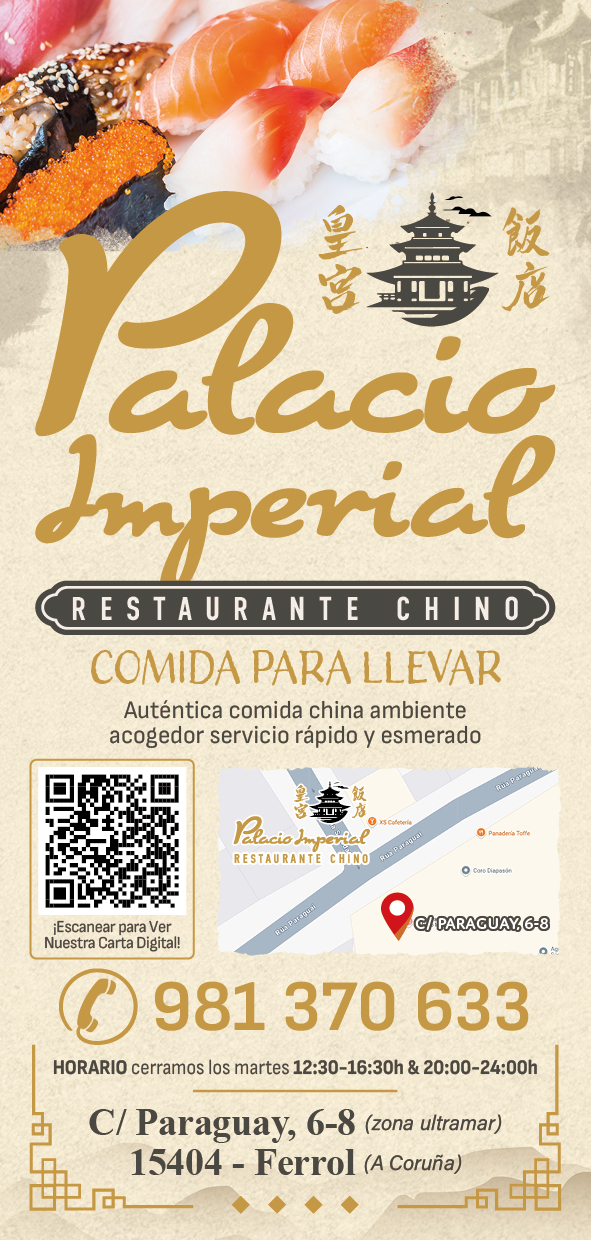 皇宮 飯店
Palacio
Imperial
RESTAURANTE CHINO
COMIDA PARA LLEVAR
Auténtica comida china ambiente
acogedor servicio rápido y esmerado
¡Escanear para Ver
Nuestra Carta Digital!
皇宮 飯店
Palacio Imperial
RESTAURANTE CHINO
Rúa Paraguai
XS Cafetería
Panadería Toffe
Rúa Paraguai
Coro Diapasón
Rúa Paraguai
C/ PARAGUAY, 6-8
981 370 633
HORARIO cerramos los martes 12:30-16:30h & 20:00-24:00h
C/ Paraguay, 6-8 (zona ultramar)
15404 - Ferrol (A Coruña)